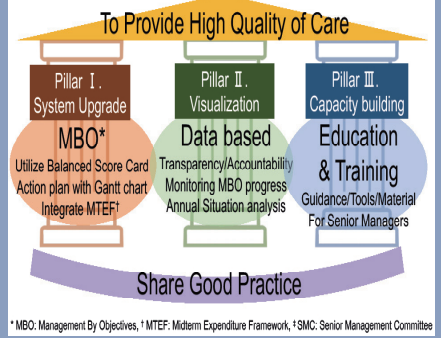 To Provide High Quality of Care
Pillar Ⅰ.
System Upgrade
MBO*
Utilize Balanced Score Card
Action plan with Gantt chart
Integrate MTEF†
Pillar Ⅱ.
Visualization
Data based
Transparency/Accountability
Monitoring MBO progress
Annual Situation analysis
Pillar Ⅲ.
Capacity building
Education
& Training
Guidance/Tools/Material
For Senior Managers
Share Good Practice
* MBO: Management By Objectives, † MTEF: Midterm Expenditure Framework, ‡ SMC: Senior Management Committee